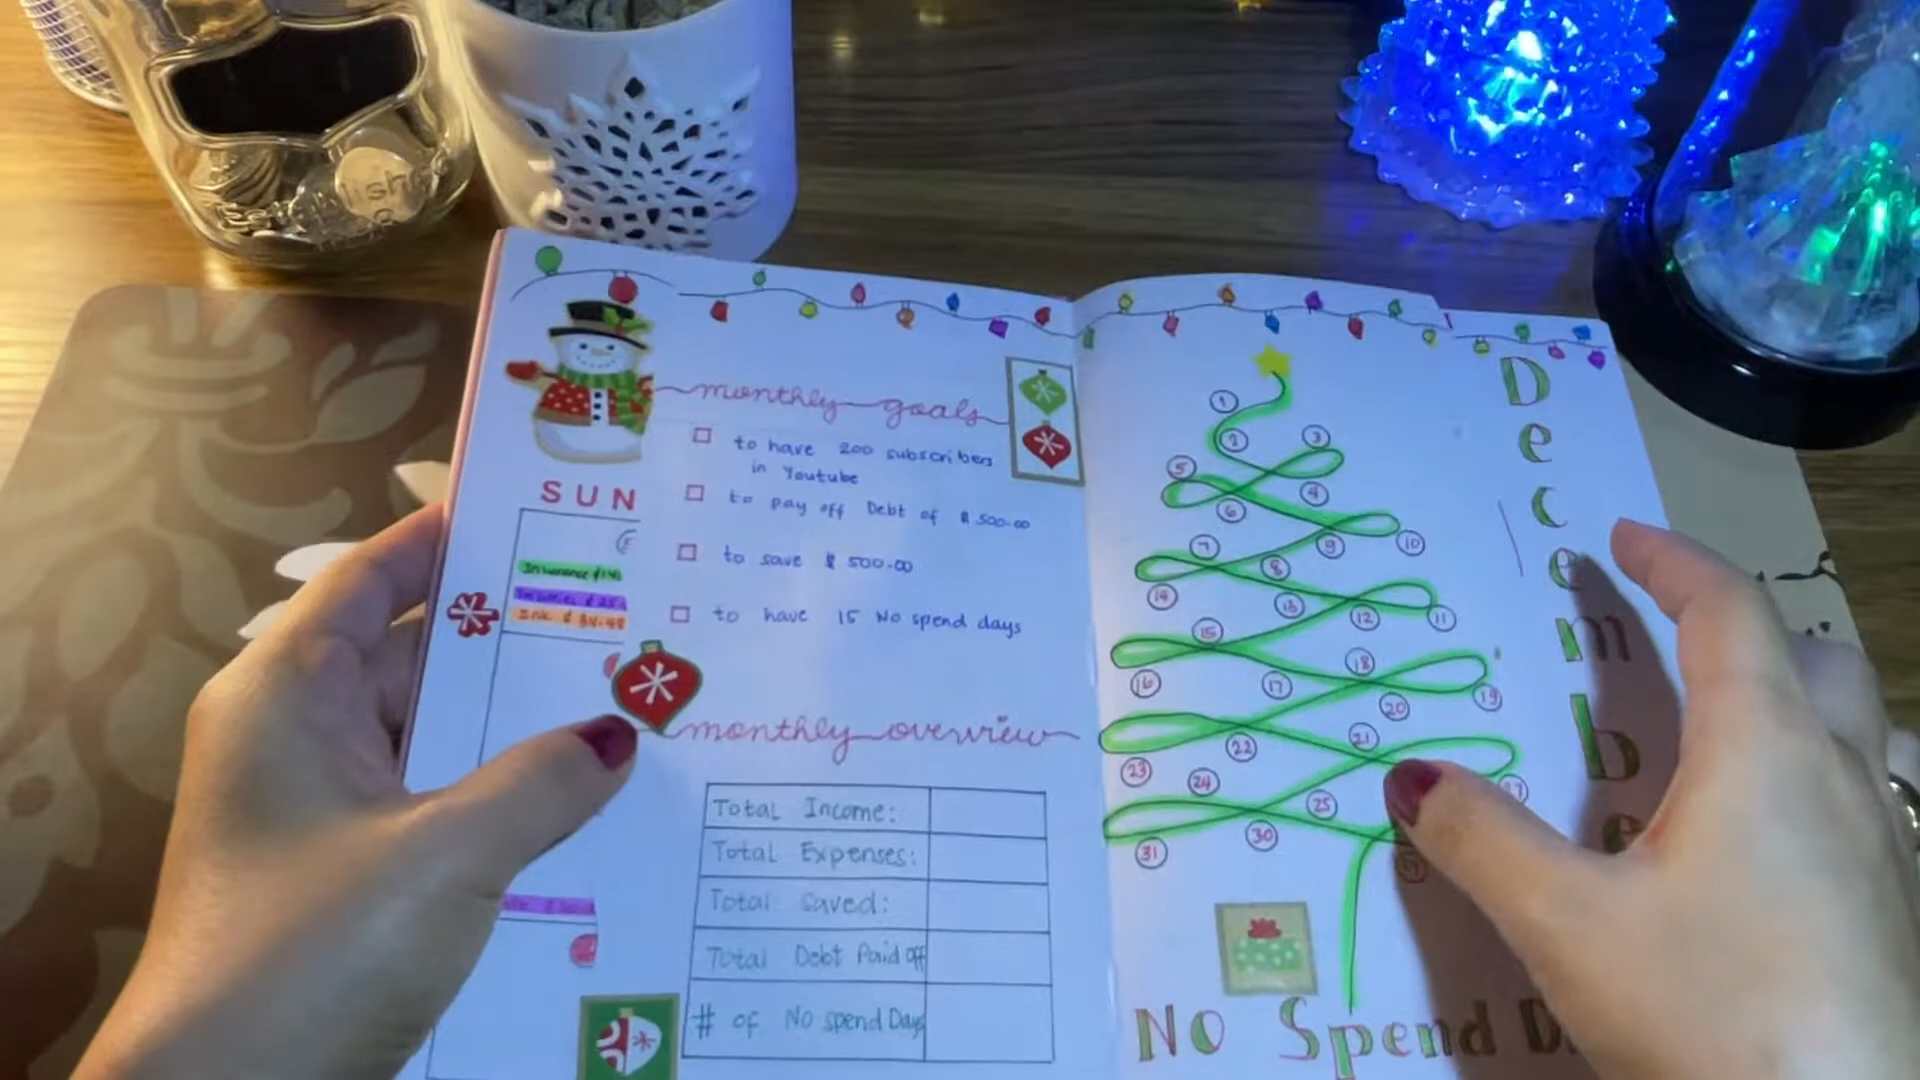 monthly goals
to have 200 subscribers
in Youtube
to pay off Debt of $500.00
to save $500.00
to have 15 No spend days
SUN
Insurance $141
monthly overview
Total Income:
Total Expenses:
Total Saved:
Total Debt Paid off
# of No spend Days
Decembe
1
2
3
5
4
6
7
9
10
8
14
13
12
11
15
18
16
17
20
19
22
21
23
24
25
27
31
30
No Spend D